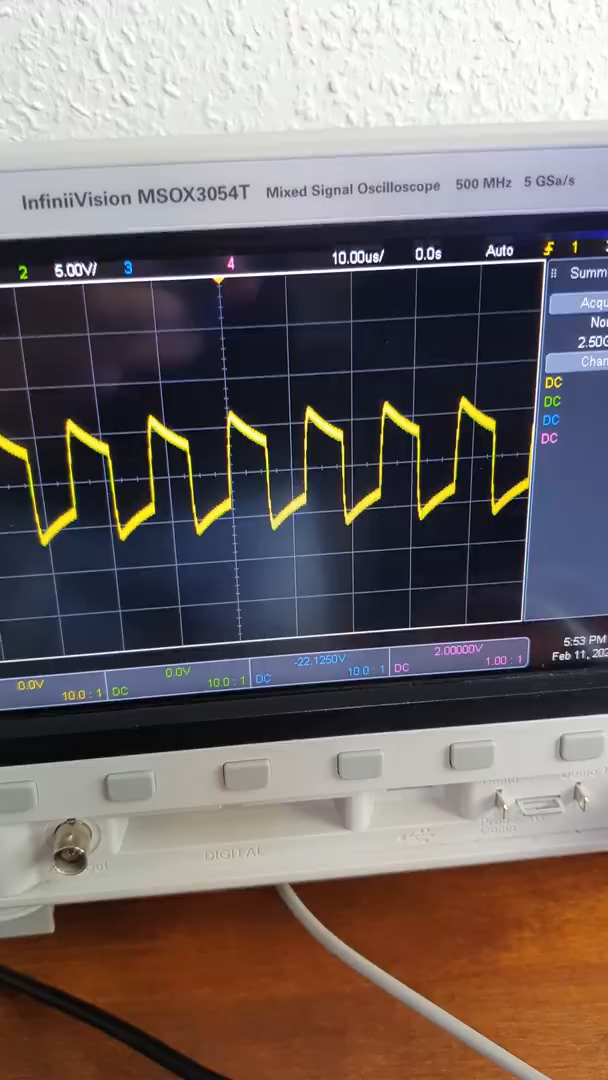 InfiniiVision MSOX3054T Mixed Signal Oscilloscope 500 MHz 5 GSa/s
2 5.00V/ 3 4 10.00us/ 0.0s Auto 1
Summ
Acqu
No
2.50G
Chan
DC
DC
DC
DC
5:53 PM
Feb 11, 202
0.0V 0.0V -22.1250V 2.00000V
10.0 : 1 DC 10.0 : 1 DC 10.0 : 1 DC 1.00 : 1
DIGITAL